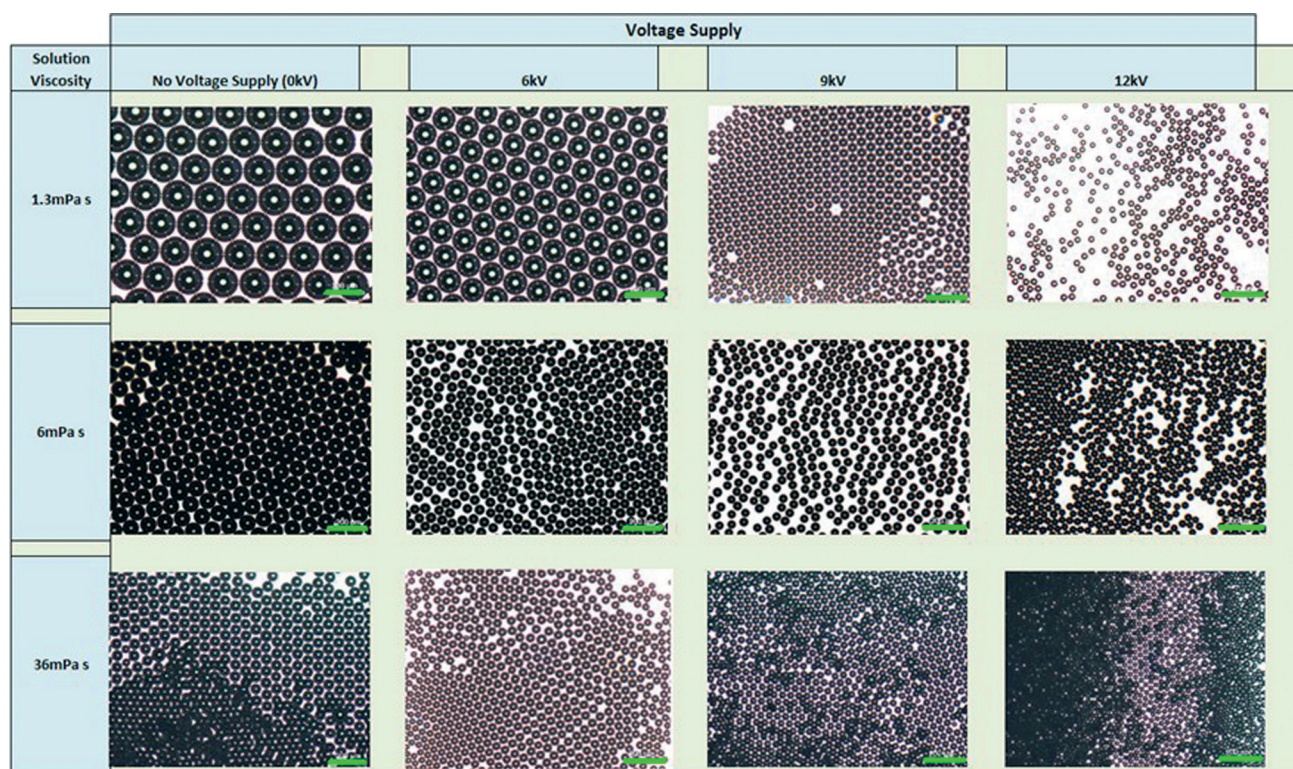 Voltage Supply
Solution
Viscosity
No Voltage Supply (0kV)
6kV
9kV
12kV
1.3mPa s
6mPa s
36mPa s